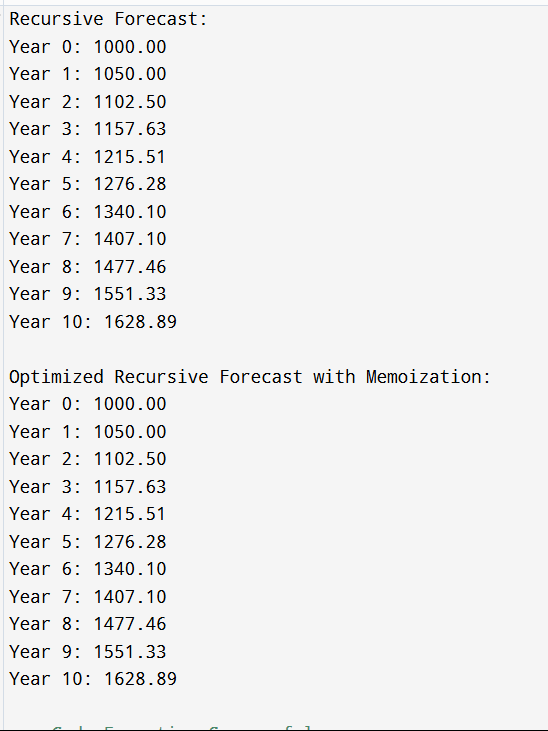 Recursive Forecast:
Year 0: 1000.00
Year 1: 1050.00
Year 2: 1102.50
Year 3: 1157.63
Year 4: 1215.51
Year 5: 1276.28
Year 6: 1340.10
Year 7: 1407.10
Year 8: 1477.46
Year 9: 1551.33
Year 10: 1628.89
Optimized Recursive Forecast with Memoization:
Year 0: 1000.00
Year 1: 1050.00
Year 2: 1102.50
Year 3: 1157.63
Year 4: 1215.51
Year 5: 1276.28
Year 6: 1340.10
Year 7: 1407.10
Year 8: 1477.46
Year 9: 1551.33
Year 10: 1628.89